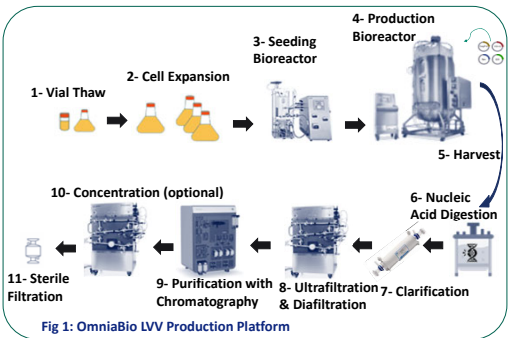 1- Vial Thaw
2- Cell Expansion
3- Seeding
Bioreactor
4- Production
Bioreactor
5- Harvest
6- Nucleic
Acid Digestion
7- Clarification
8- Ultrafiltration
& Diafiltration
9- Purification with
Chromatography
10- Concentration (optional)
11- Sterile
Filtration
Fig 1: OmniaBio LVV Production Platform